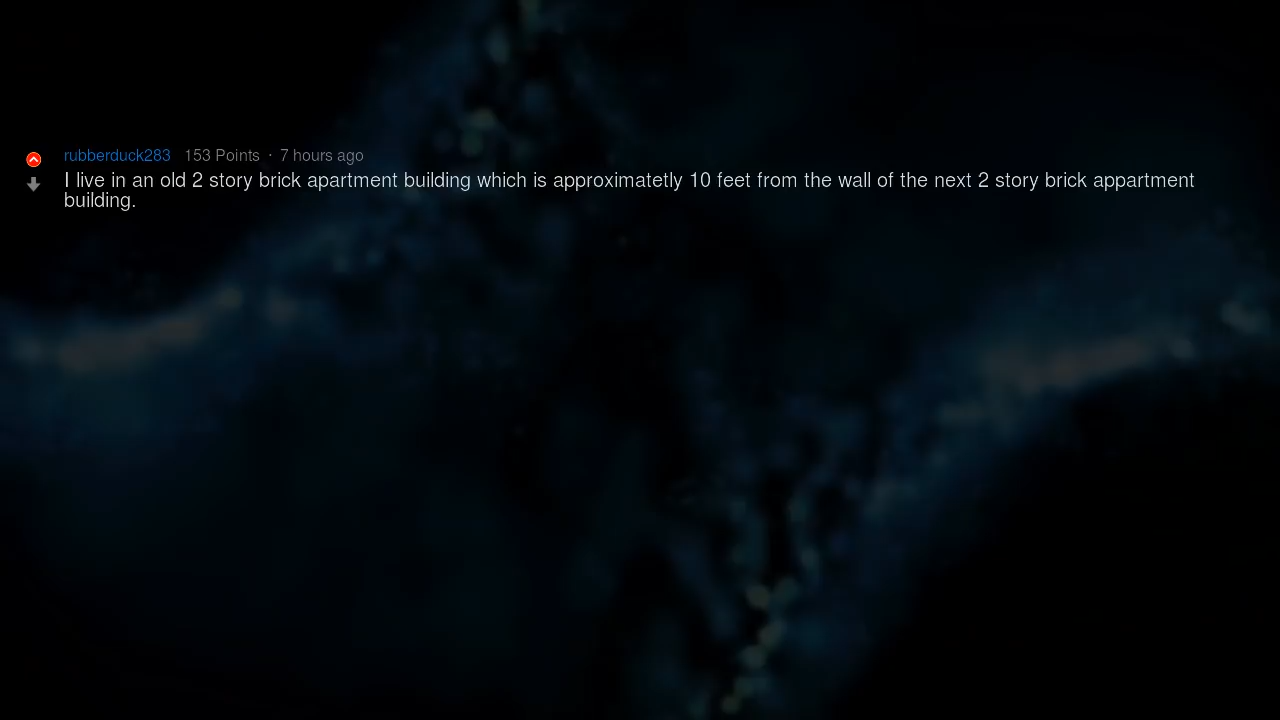 rubberduck283 153 Points · 7 hours ago
I live in an old 2 story brick apartment building which is approximatetly 10 feet from the wall of the next 2 story brick appartment
building.